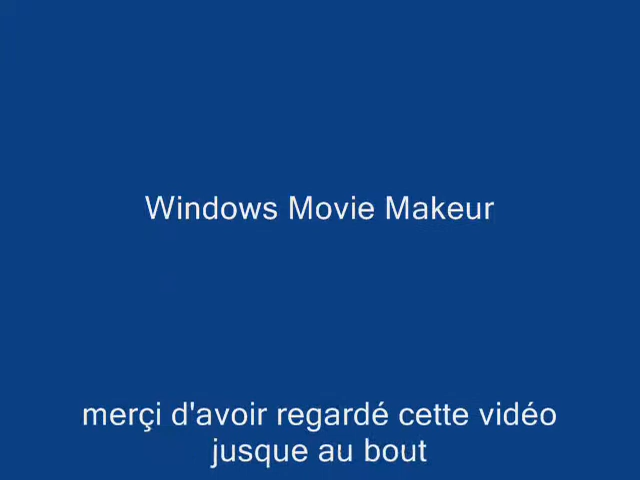 Windows Movie Makeur
merçi d'avoir regardé cette vidéo
jusque au bout